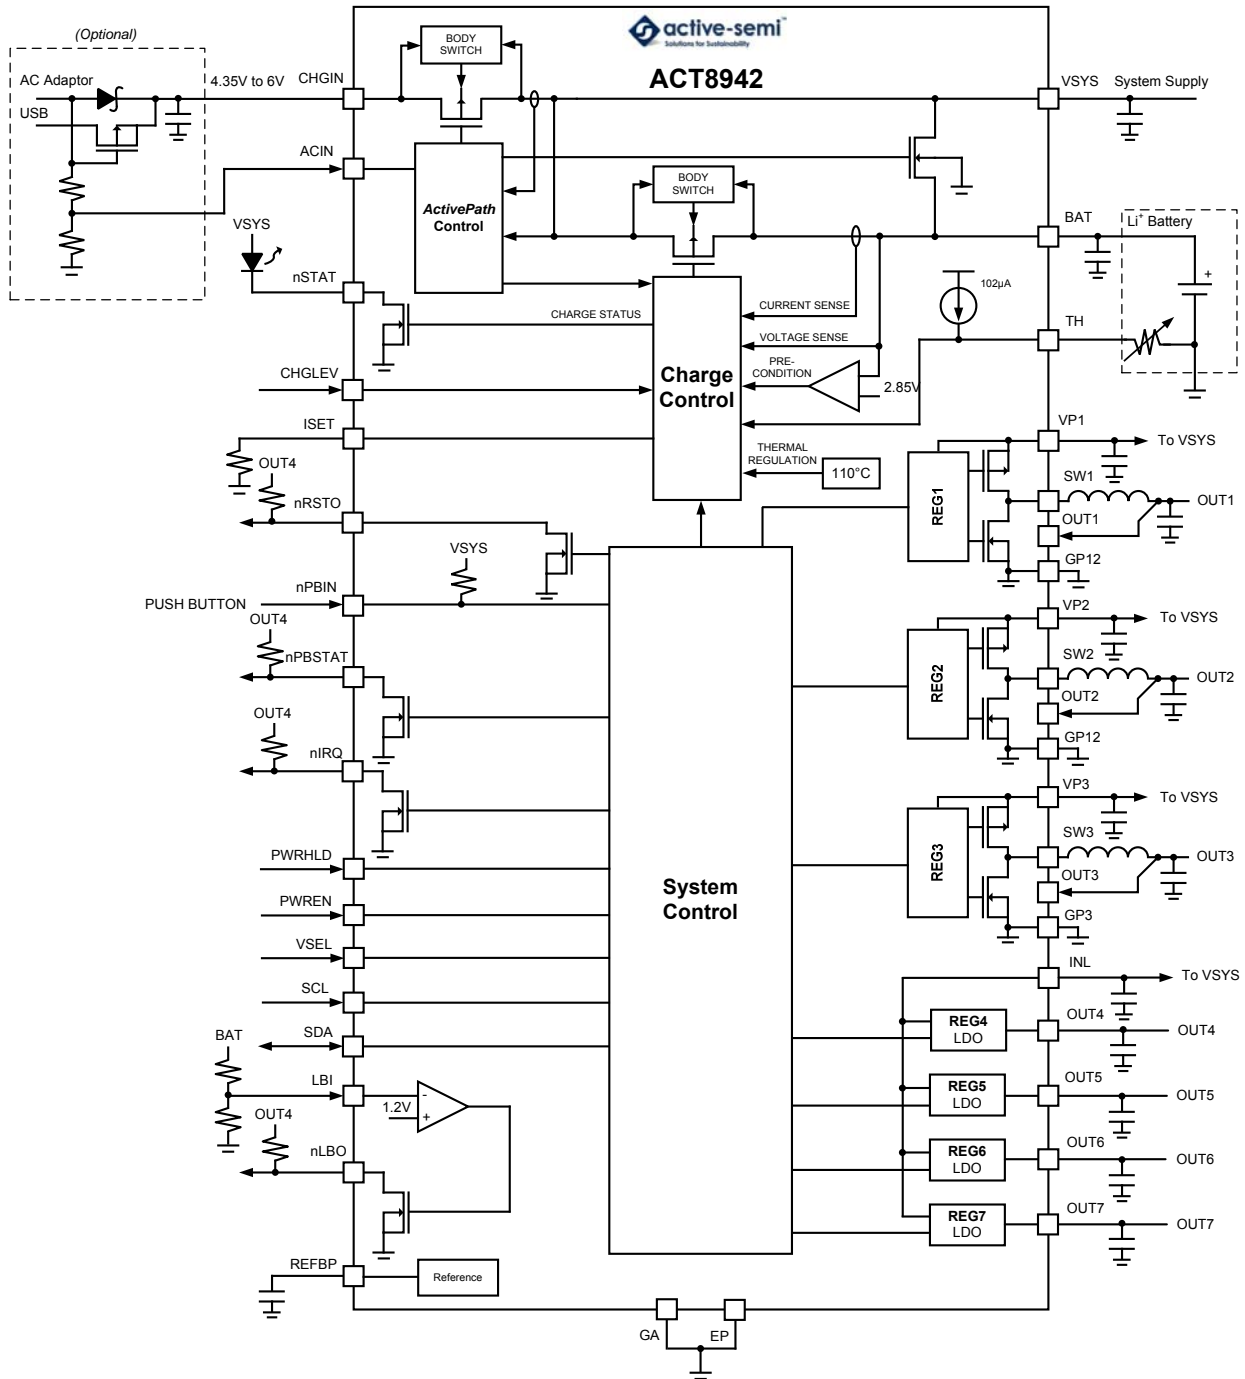 active-semi
Solutions for Sustainability
ACT8942
(Optional)
AC Adaptor
USB
4.35V to 6V
CHGIN
BODY
SWITCH
VSYS
System Supply
ACIN
ActivePath
Control
BODY
SWITCH
BAT
Li+ Battery
+
VSYS
nSTAT
CHARGE STATUS
CURRENT SENSE
102µA
VOLTAGE SENSE
TH
PRE-
CONDITION
2.85V
Charge
Control
CHGLEV
ISET
THERMAL
REGULATION
110°C
OUT4
nRSTO
VP1
To VSYS
REG1
SW1
OUT1
OUT1
GP12
VSYS
nPBIN
PUSH BUTTON
OUT4
nPBSTAT
VP2
To VSYS
REG2
SW2
OUT2
OUT2
GP12
OUT4
nIRQ
VP3
To VSYS
REG3
SW3
OUT3
OUT3
GP3
PWRHLD
PWREN
VSEL
SCL
SDA
System
Control
INL
To VSYS
REG4
LDO
OUT4
OUT4
REG5
LDO
OUT5
OUT5
REG6
LDO
OUT6
OUT6
REG7
LDO
OUT7
OUT7
BAT
LBI
1.2V
-
+
OUT4
nLBO
REFBP
Reference
GA
EP